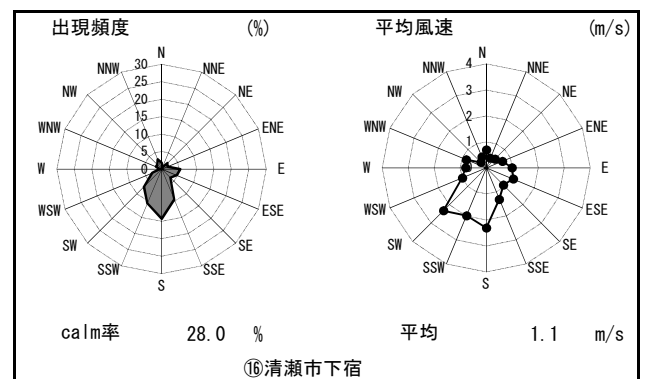 出現頻度 (%)
N
NNE
NE
ENE
E
ESE
SE
SSE
S
SSW
SW
WSW
W
WNW
NW
NNW
30
25
20
15
10
5
0
calm率 28.0 %
平均風速 (m/s)
N
NNE
NE
ENE
E
ESE
SE
SSE
S
SSW
SW
WSW
W
WNW
NW
NNW
4
3
2
1
平均 1.1 m/s
⑯清瀬市下宿